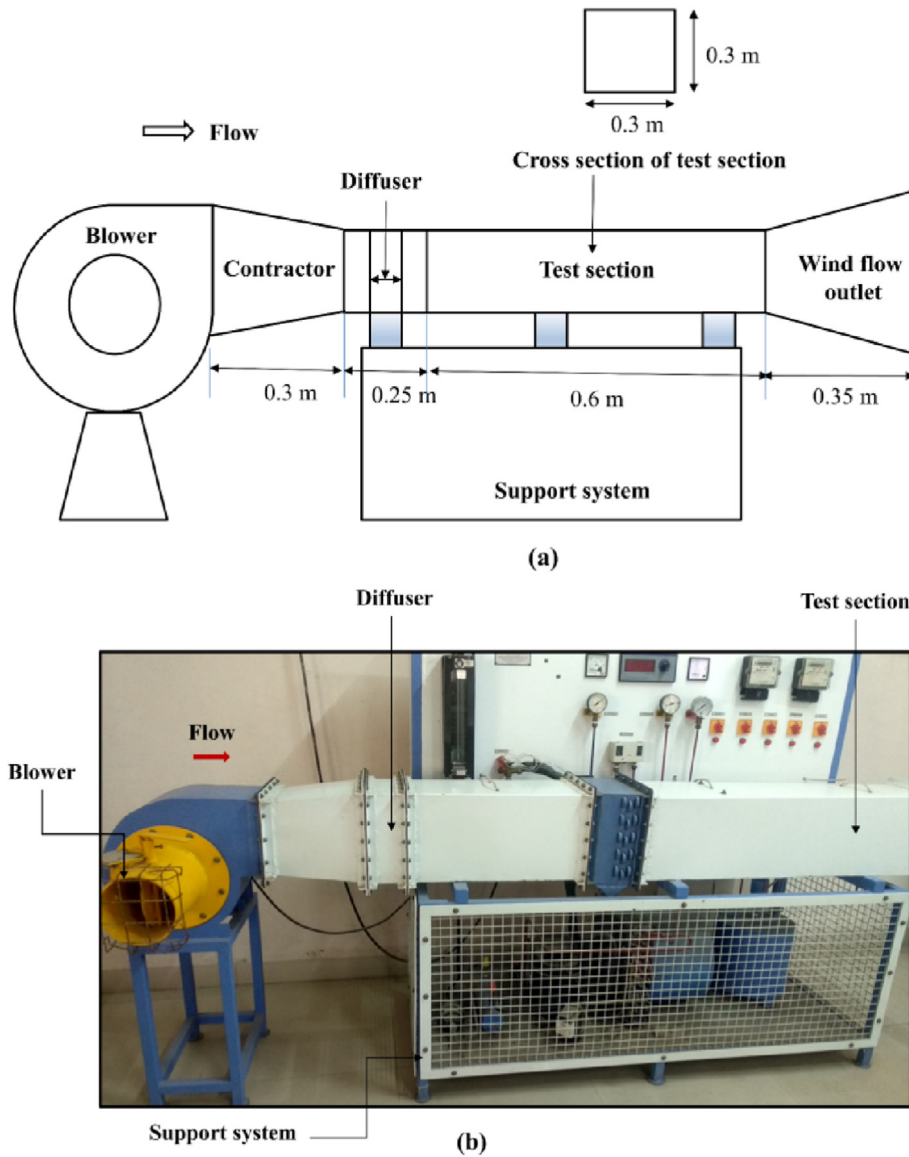 0.3 m
0.3 m
Flow
Cross section of test section
Diffuser
Blower
Contractor
Test section
Wind flow
outlet
0.3 m
0.25 m
0.6 m
0.35 m
Support system
(a)
Diffuser
Test section
Flow
Blower
Support system
(b)